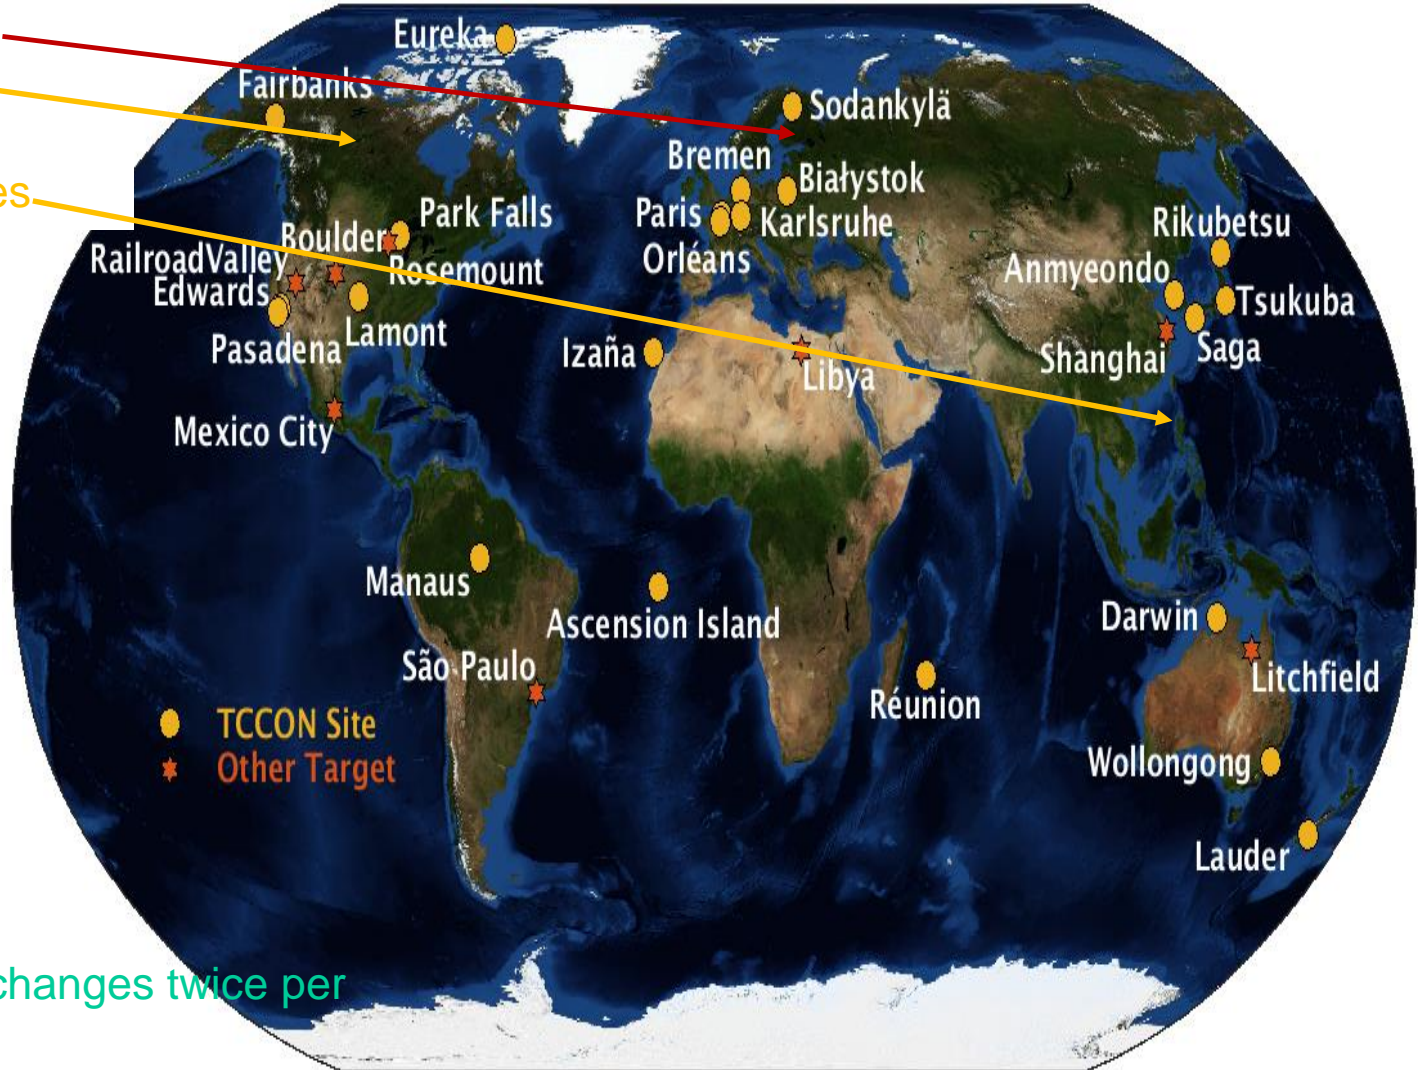 Eureka
Fairbanks
Sodankylä
es
Bremen
Białystok
Park Falls
Paris
Karlsruhe
Rikubetsu
Boulder
RailroadValley
Rosemount
Orléans
Anmyeondo
Edwards
Tsukuba
Lamont
Pasadena
Izaña
Shanghai
Saga
Libya
Mexico City
Manaus
Ascension Island
Darwin
São Paulo
Litchfield
Réunion
TCCON Site
Other Target
Wollongong
Lauder
changes twice per